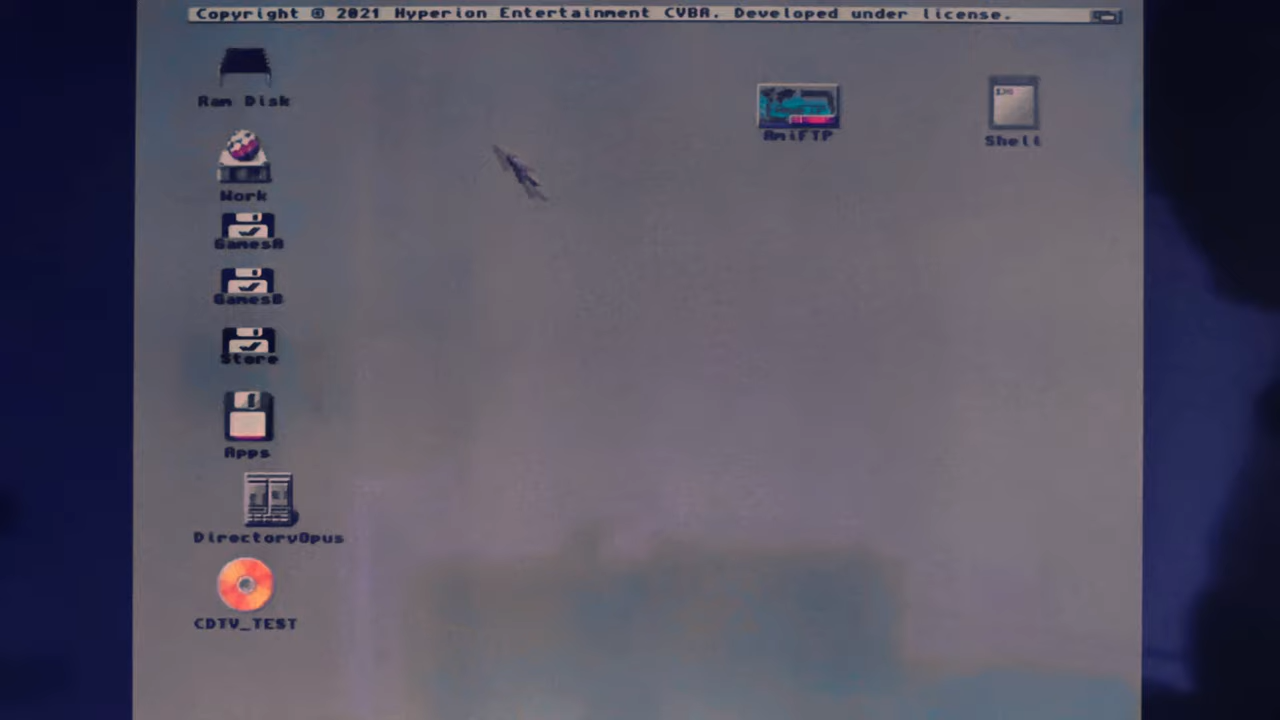 Copyright © 2021 Hyperion Entertainment CVBA. Developed under license.
Ram Disk
AmiFTP
Shell
Work
GamesA
GamesB
Store
Apps
DirectoryOpus
CDTV_TEST